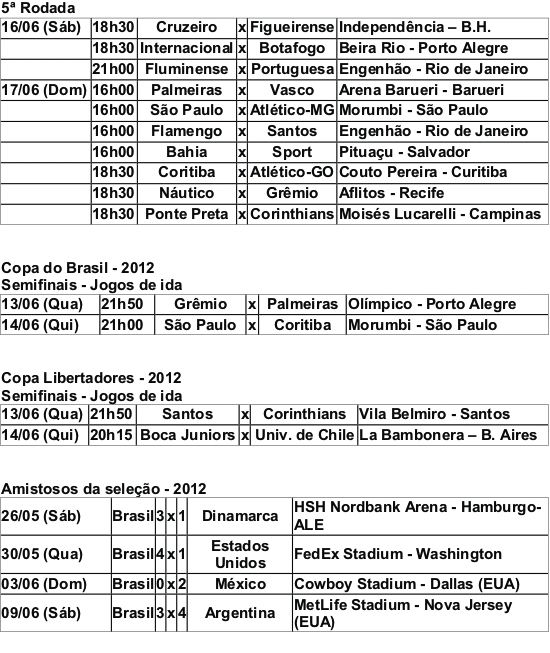 5ª Rodada
16/06 (Sáb) 18h30 Cruzeiro x Figueirense Independência – B.H.
18h30 Internacional x Botafogo Beira Rio - Porto Alegre
21h00 Fluminense x Portuguesa Engenhão - Rio de Janeiro
17/06 (Dom) 16h00 Palmeiras x Vasco Arena Barueri - Barueri
16h00 São Paulo x Atlético-MG Morumbi - São Paulo
16h00 Flamengo x Santos Engenhão - Rio de Janeiro
16h00 Bahia x Sport Pituaçu - Salvador
18h30 Coritiba x Atlético-GO Couto Pereira - Curitiba
18h30 Náutico x Grêmio Aflitos - Recife
18h30 Ponte Preta x Corinthians Moisés Lucarelli - Campinas
Copa do Brasil - 2012
Semifinais - Jogos de ida
13/06 (Qua) 21h50 Grêmio x Palmeiras Olímpico - Porto Alegre
14/06 (Qui) 21h00 São Paulo x Coritiba Morumbi - São Paulo
Copa Libertadores - 2012
Semifinais - Jogos de ida
13/06 (Qua) 21h50 Santos x Corinthians Vila Belmiro - Santos
14/06 (Qui) 20h15 Boca Juniors x Univ. de Chile La Bambonera – B. Aires
Amistosos da seleção - 2012
26/05 (Sáb) Brasil 3 x 1 Dinamarca HSH Nordbank Arena - Hamburgo-
ALE
30/05 (Qua) Brasil 4 x 1 Estados
Unidos FedEx Stadium - Washington
03/06 (Dom) Brasil 0 x 2 México Cowboy Stadium - Dallas (EUA)
09/06 (Sáb) Brasil 3 x 4 Argentina MetLife Stadium - Nova Jersey
(EUA)